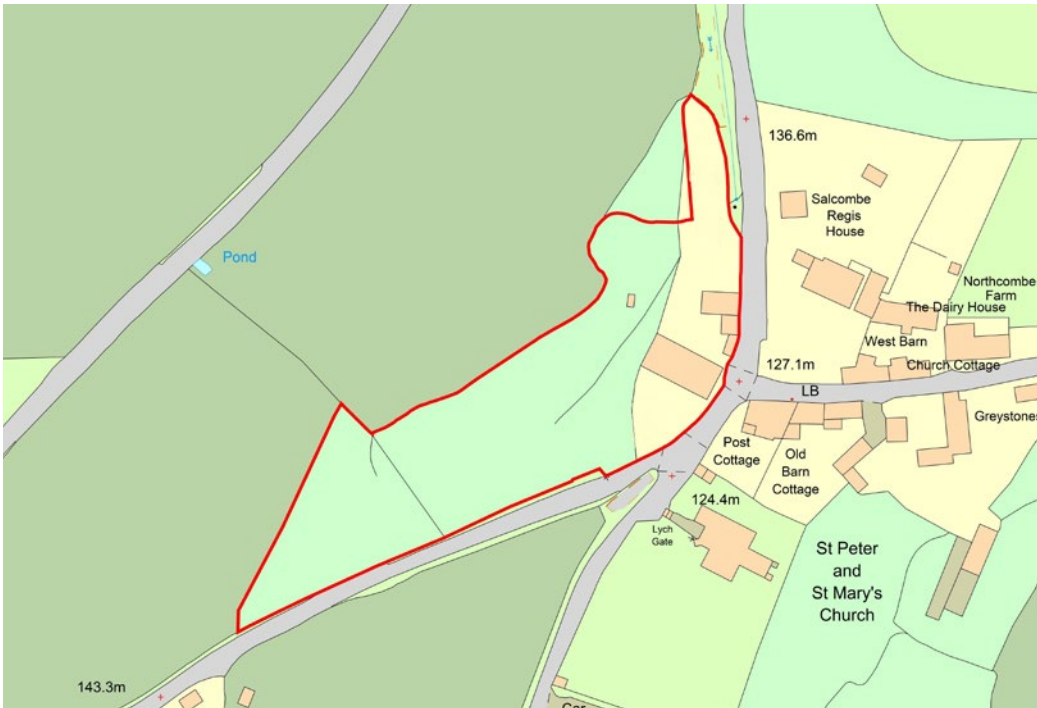 136.6m
Salcombe
Regis
House
Pond
Northcombe
Farm
The Dairy House
West Barn
127.1m
Church Cottage
LB
Greystones
Post
Cottage
Old
Barn
Cottage
124.4m
Lych
Gate
St Peter
and
St Mary's
Church
143.3m